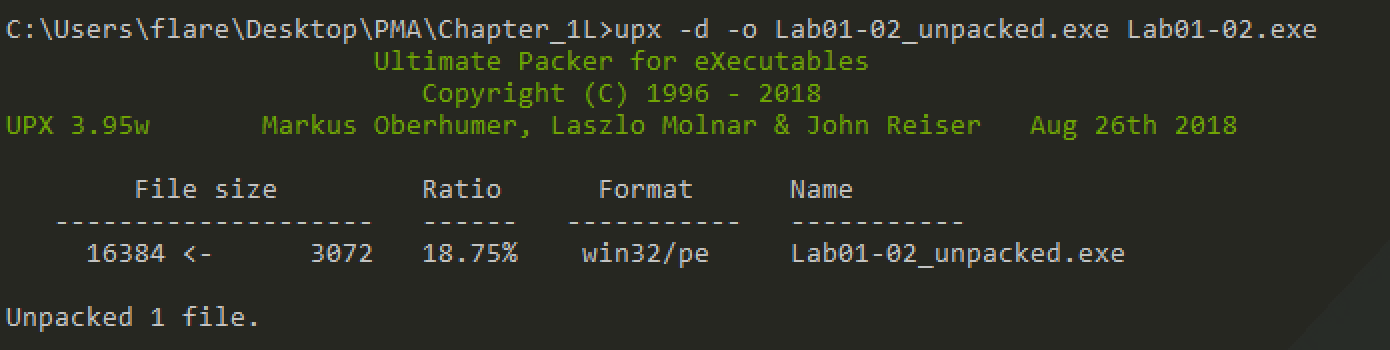 C:\Users\flare\Desktop\PMA\Chapter_1L>upx -d -o Lab01-02_unpacked.exe Lab01-02.exe
Ultimate Packer for eXecutables
Copyright (C) 1996 - 2018
UPX 3.95w       Markus Oberhumer, Laszlo Molnar & John Reiser   Aug 26th 2018
File size         Ratio      Format      Name
--------------------   ------   -----------   -----------
16384 <-      3072   18.75%    win32/pe     Lab01-02_unpacked.exe
Unpacked 1 file.